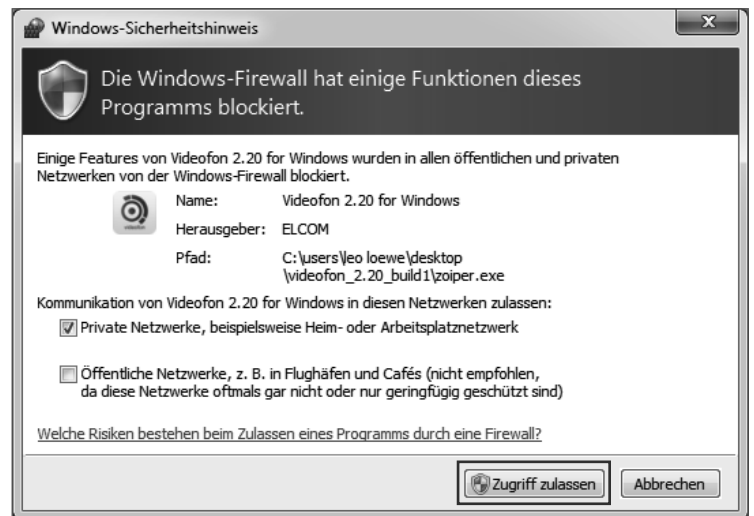 Windows-Sicherheitshinweis
Die Windows-Firewall hat einige Funktionen dieses
Programms blockiert.
Einige Features von Videofon 2.20 for Windows wurden in allen öffentlichen und privaten
Netzwerken von der Windows-Firewall blockiert.
Name: Videofon 2.20 for Windows
videofon
Herausgeber: ELCOM
Pfad: C:\users\leo loewe\desktop
\videofon_2.20_build1\zoiper.exe
Kommunikation von Videofon 2.20 for Windows in diesen Netzwerken zulassen:
Private Netzwerke, beispielsweise Heim- oder Arbeitsplatznetzwerk
Öffentliche Netzwerke, z. B. in Flughäfen und Cafés (nicht empfohlen,
da diese Netzwerke oftmals gar nicht oder nur geringfügig geschützt sind)
Welche Risiken bestehen beim Zulassen eines Programms durch eine Firewall?
Zugriff zulassen Abbrechen